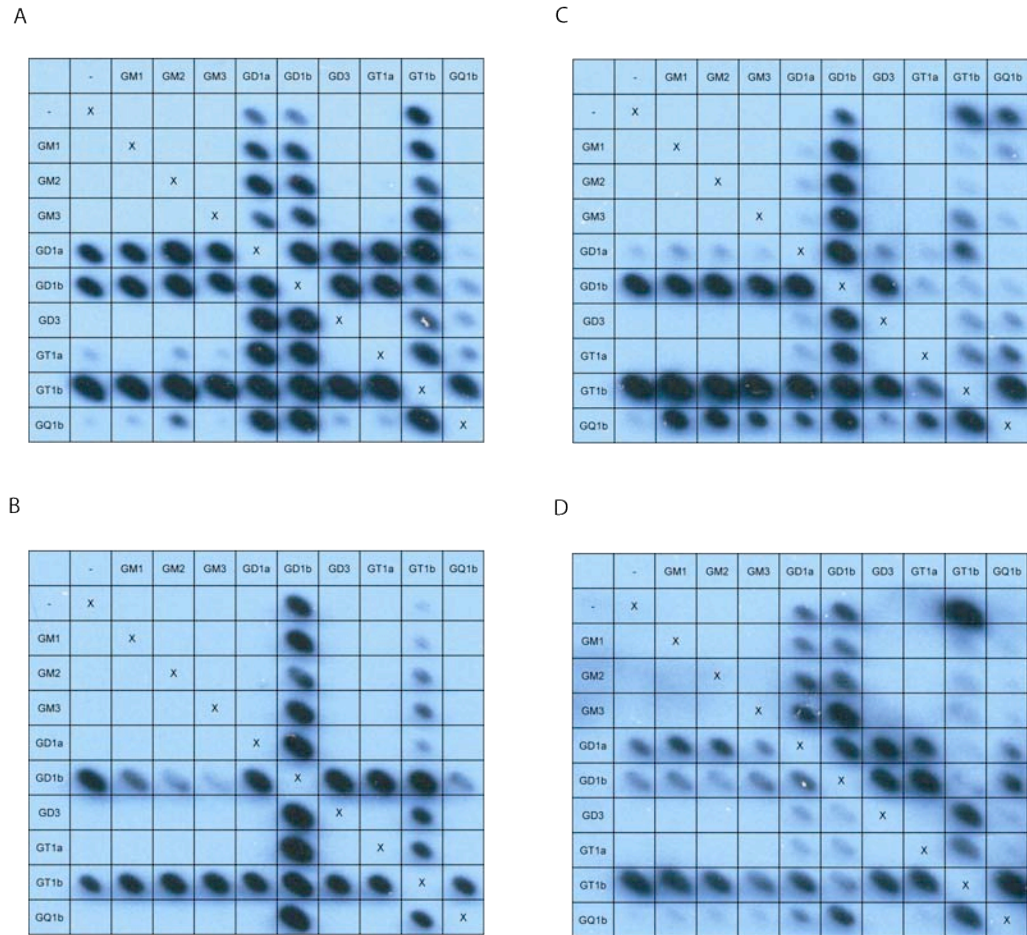 A
- GM1 GM2 GM3 GD1a GD1b GD3 GT1a GT1b GQ1b
- X
GM1 X
GM2 X
GM3 X
GD1a X
GD1b X
GD3 X
GT1a X
GT1b X
GQ1b X
C
- GM1 GM2 GM3 GD1a GD1b GD3 GT1a GT1b GQ1b
- X
GM1 X
GM2 X
GM3 X
GD1a X
GD1b X
GD3 X
GT1a X
GT1b X
GQ1b X
B
- GM1 GM2 GM3 GD1a GD1b GD3 GT1a GT1b GQ1b
- X
GM1 X
GM2 X
GM3 X
GD1a X
GD1b X
GD3 X
GT1a X
GT1b X
GQ1b X
D
- GM1 GM2 GM3 GD1a GD1b GD3 GT1a GT1b GQ1b
- X
GM1 X
GM2 X
GM3 X
GD1a X
GD1b X
GD3 X
GT1a X
GT1b X
GQ1b X